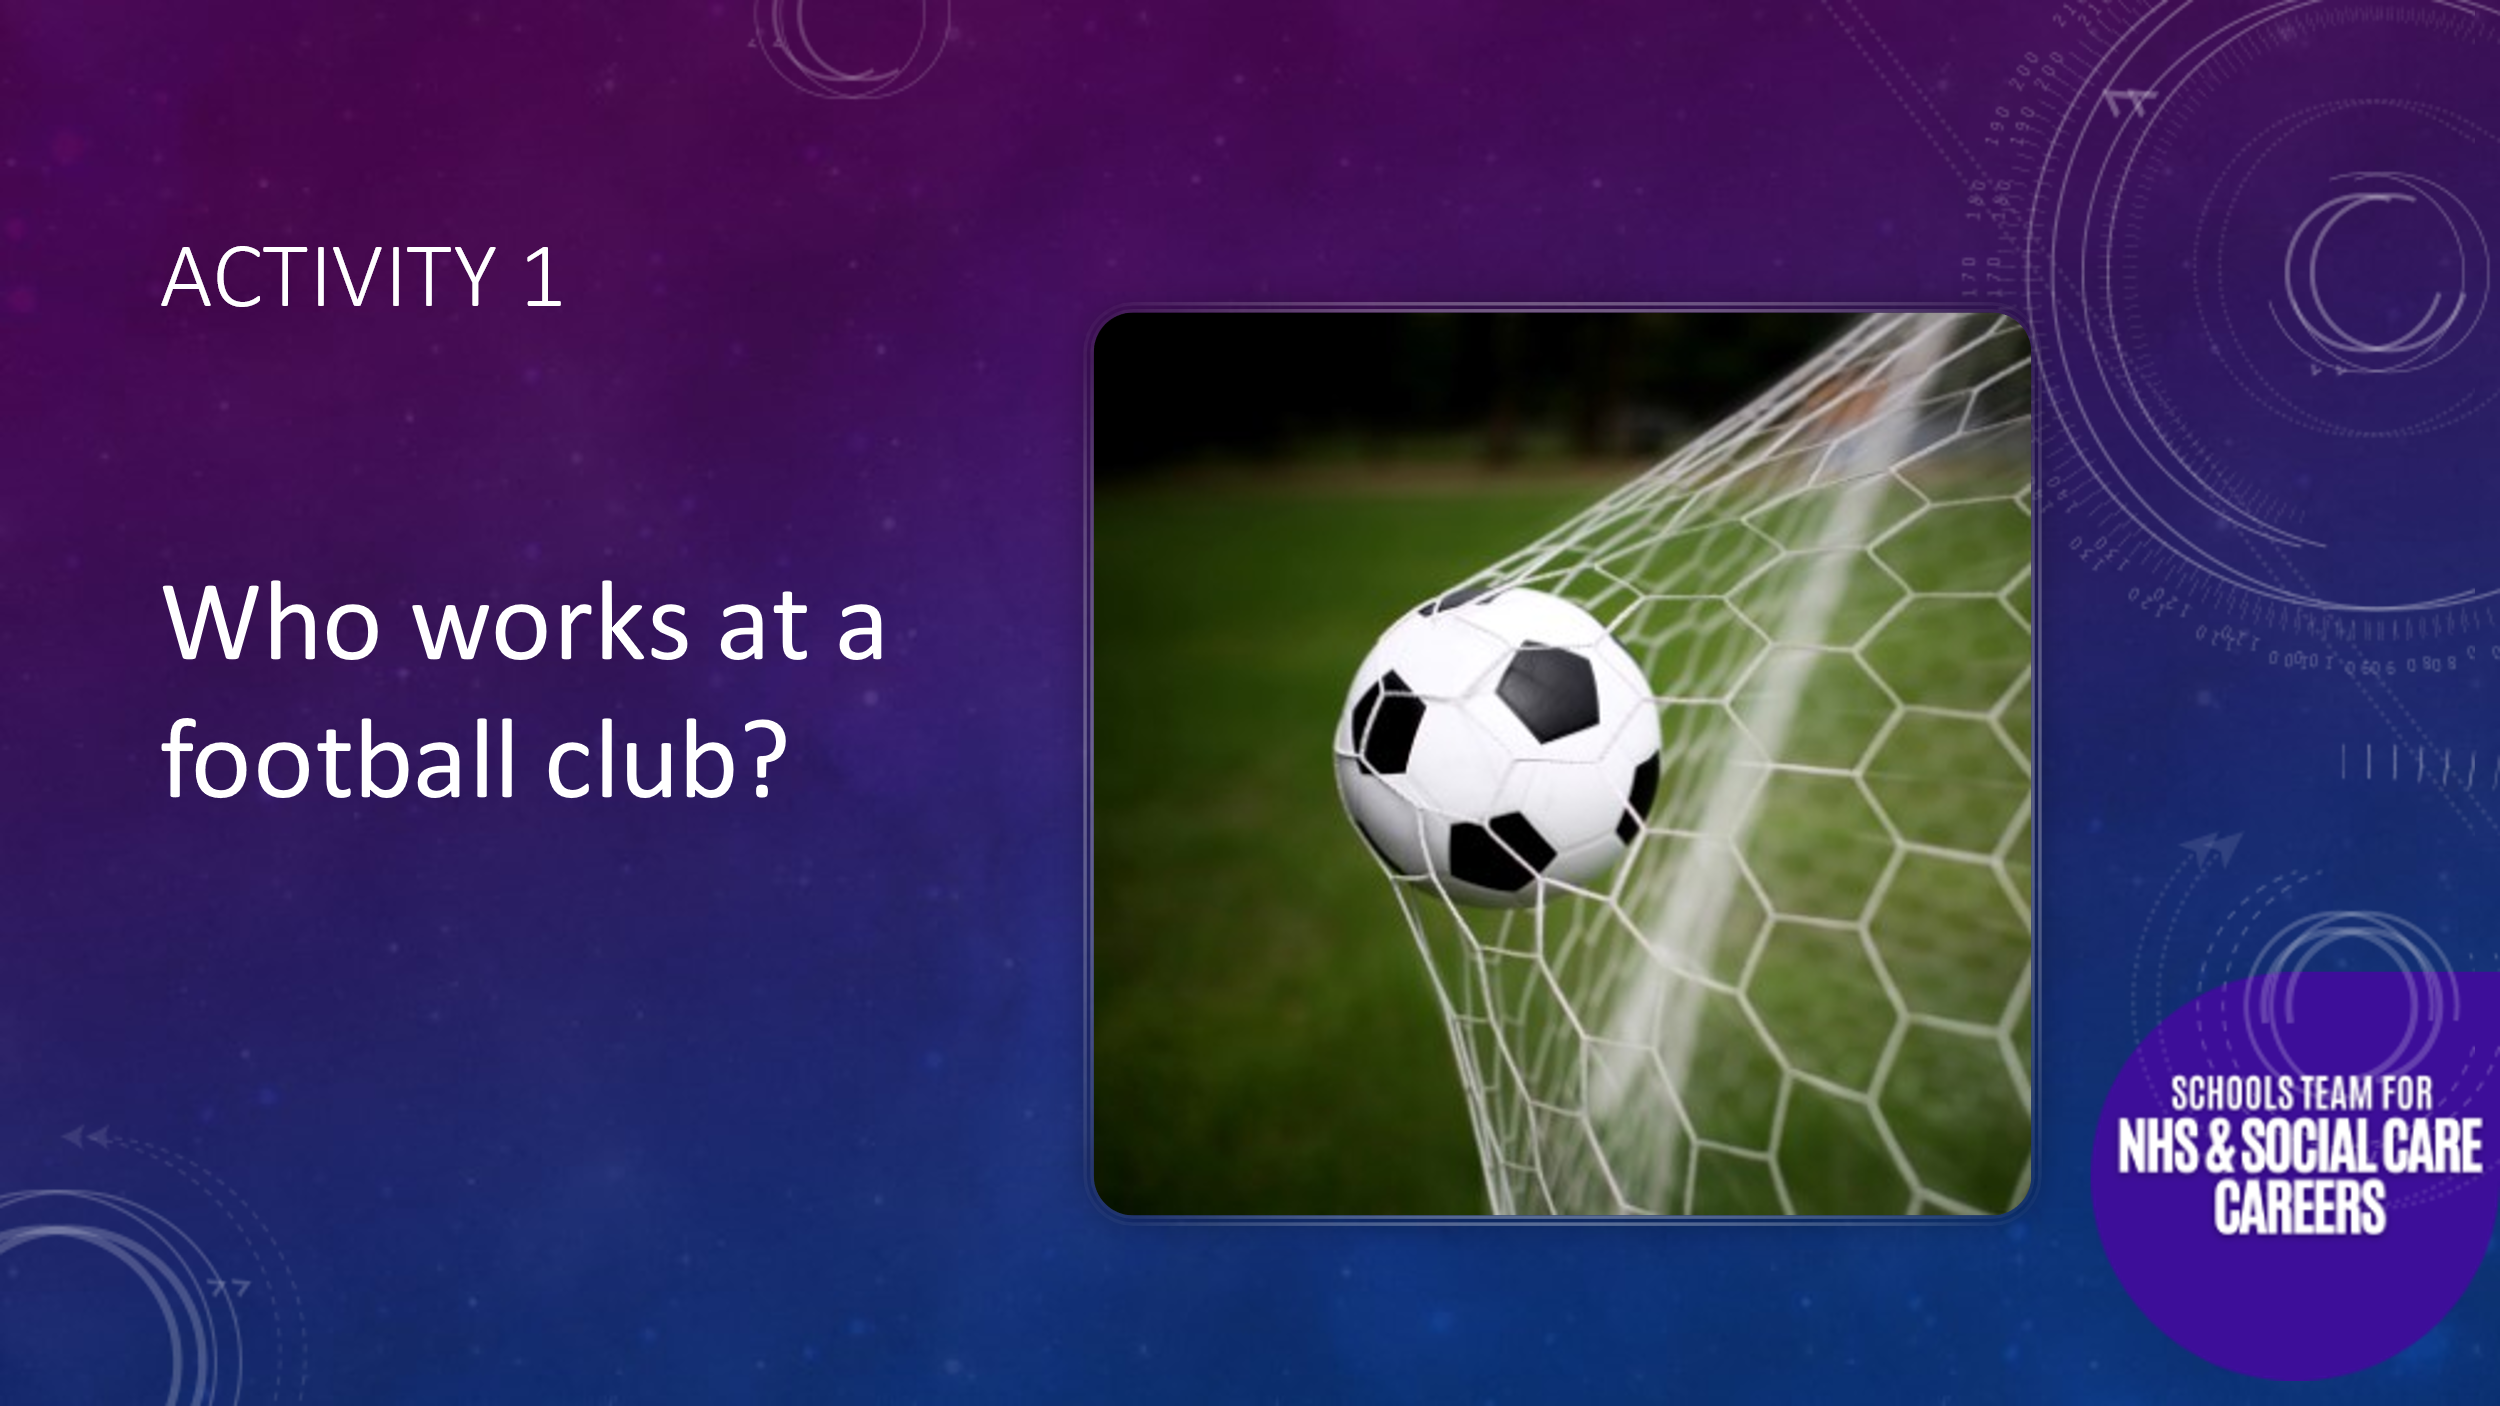 ACTIVITY 1
Who works at a
football club?
SCHOOLS TEAM FOR
NHS & SOCIAL CARE
CAREERS